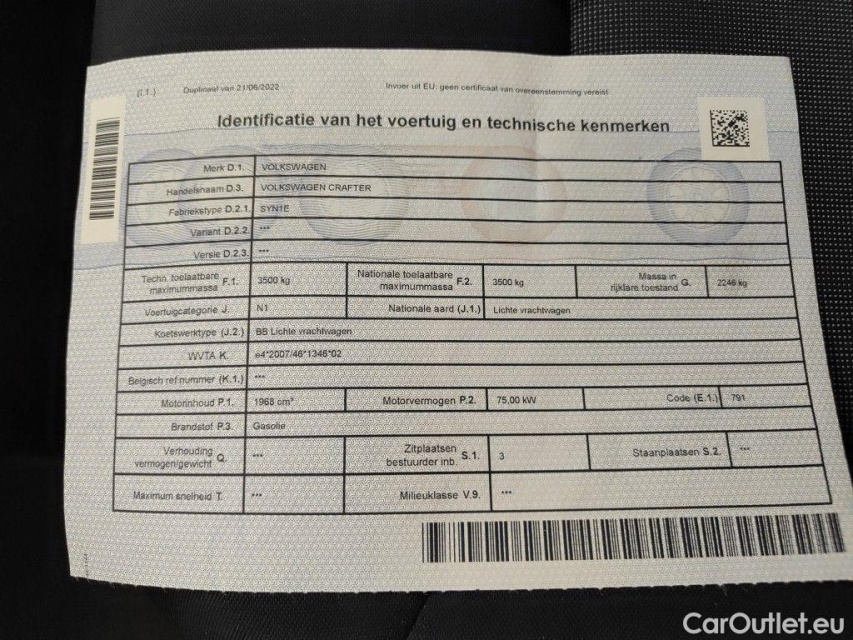 (I.1.) Duplicaat van 21/06/2022 Invoer uit EU: geen certificaat van overeenstemming vereist
Identificatie van het voertuig en technische kenmerken
Merk D.1. VOLKSWAGEN
Handelsnaam D.3. VOLKSWAGEN CRAFTER
Fabriekstype D.2.1. SYN1E
Variant D.2.2. ***
Versie D.2.3. ***
Techn. toelaatbare maximummassa F.1. 3500 kg Nationale toelaatbare maximummassa F.2. 3500 kg Massa in rijklare toestand G. 2246 kg
Voertuigcategorie J. N1 Nationale aard (J.1.) Lichte vrachtwagen
Koetswerktype (J.2.) BB Lichte vrachtwagen
WVTA K. e4*2007/46*1346*02
Belgisch ref.nummer (K.1.) ***
Motorinhoud P.1. 1968 cm³ Motorvermogen P.2. 75,00 kW Code (E.1.) 791
Brandstof P.3. Gasolie
Verhouding vermogen/gewicht Q. *** Zitplaatsen bestuurder inb. S.1. 3 Staanplaatsen S.2. ***
Maximum snelheid T. *** Milieuklasse V.9. ***
CarOutlet.eu